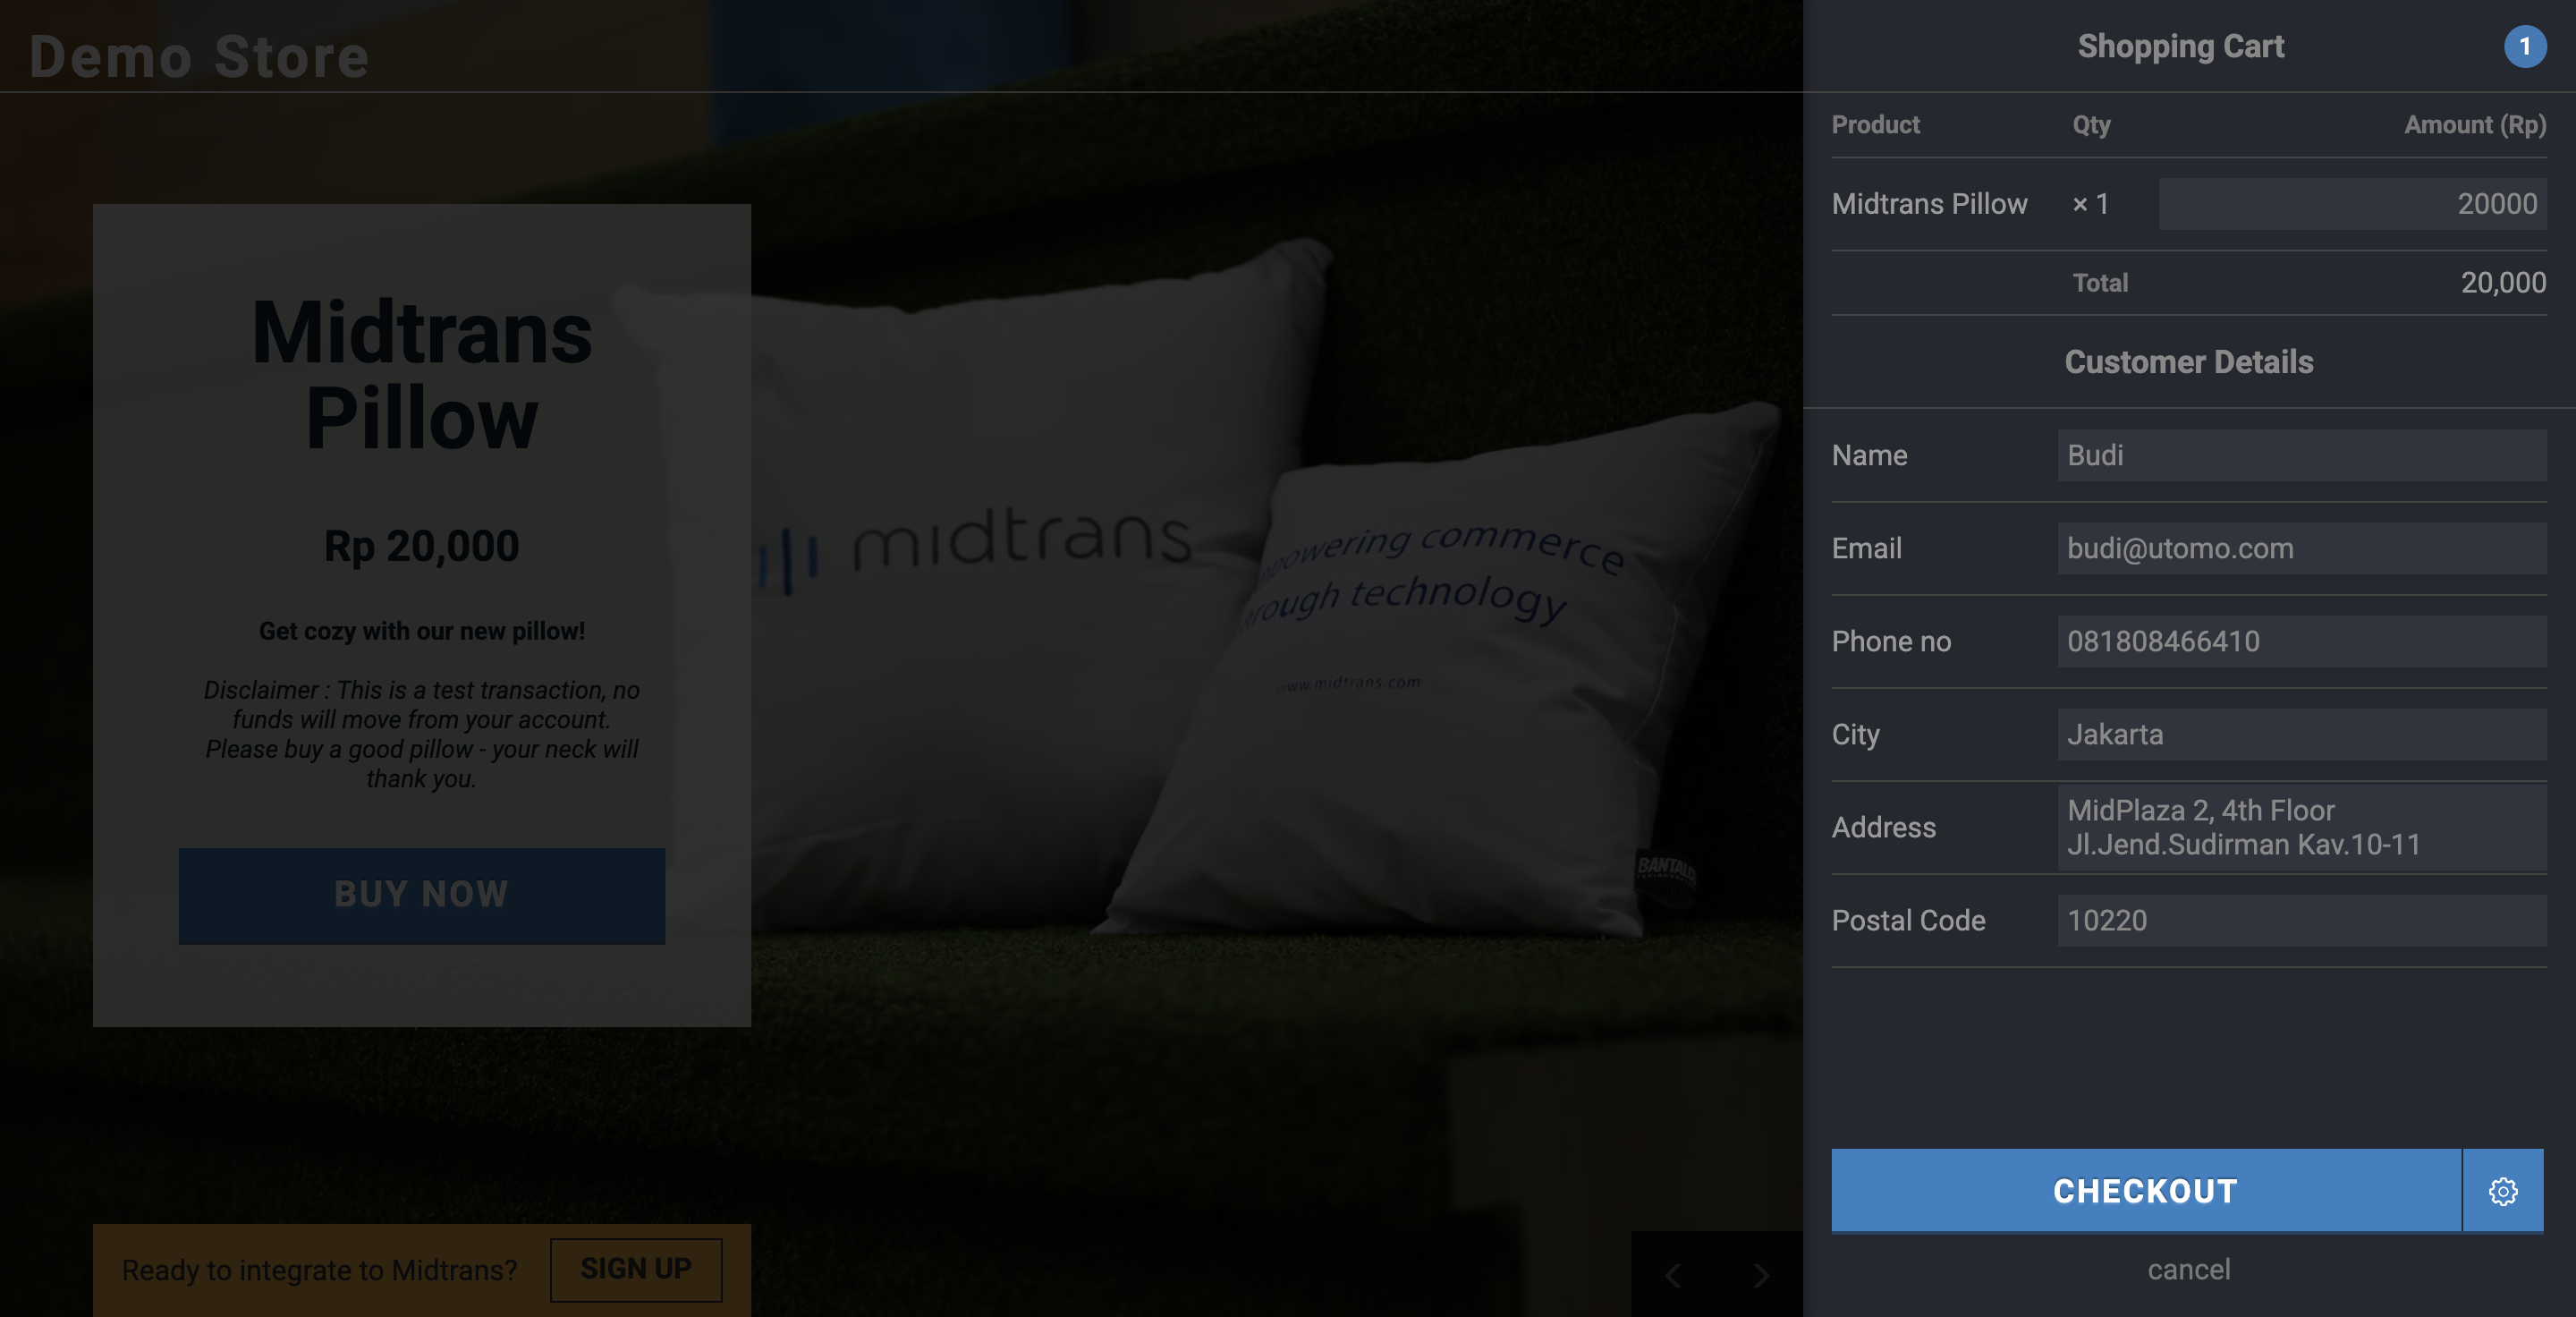 Demo Store
Midtrans
Pillow
Rp 20,000
Get cozy with our new pillow!
Disclaimer : This is a test transaction, no
funds will move from your account.
Please buy a good pillow - your neck will
thank you.
BUY NOW
Ready to integrate to Midtrans?
SIGN UP
midtrans
commerce
technology
www.midtrans.com
Shopping Cart 1
Product Qty Amount (Rp)
Midtrans Pillow × 1 20000
Total 20,000
Customer Details
Name Budi
Email budi@utomo.com
Phone no 081808466410
City Jakarta
Address MidPlaza 2, 4th Floor
Jl.Jend.Sudirman Kav.10-11
Postal Code 10220
CHECKOUT
cancel